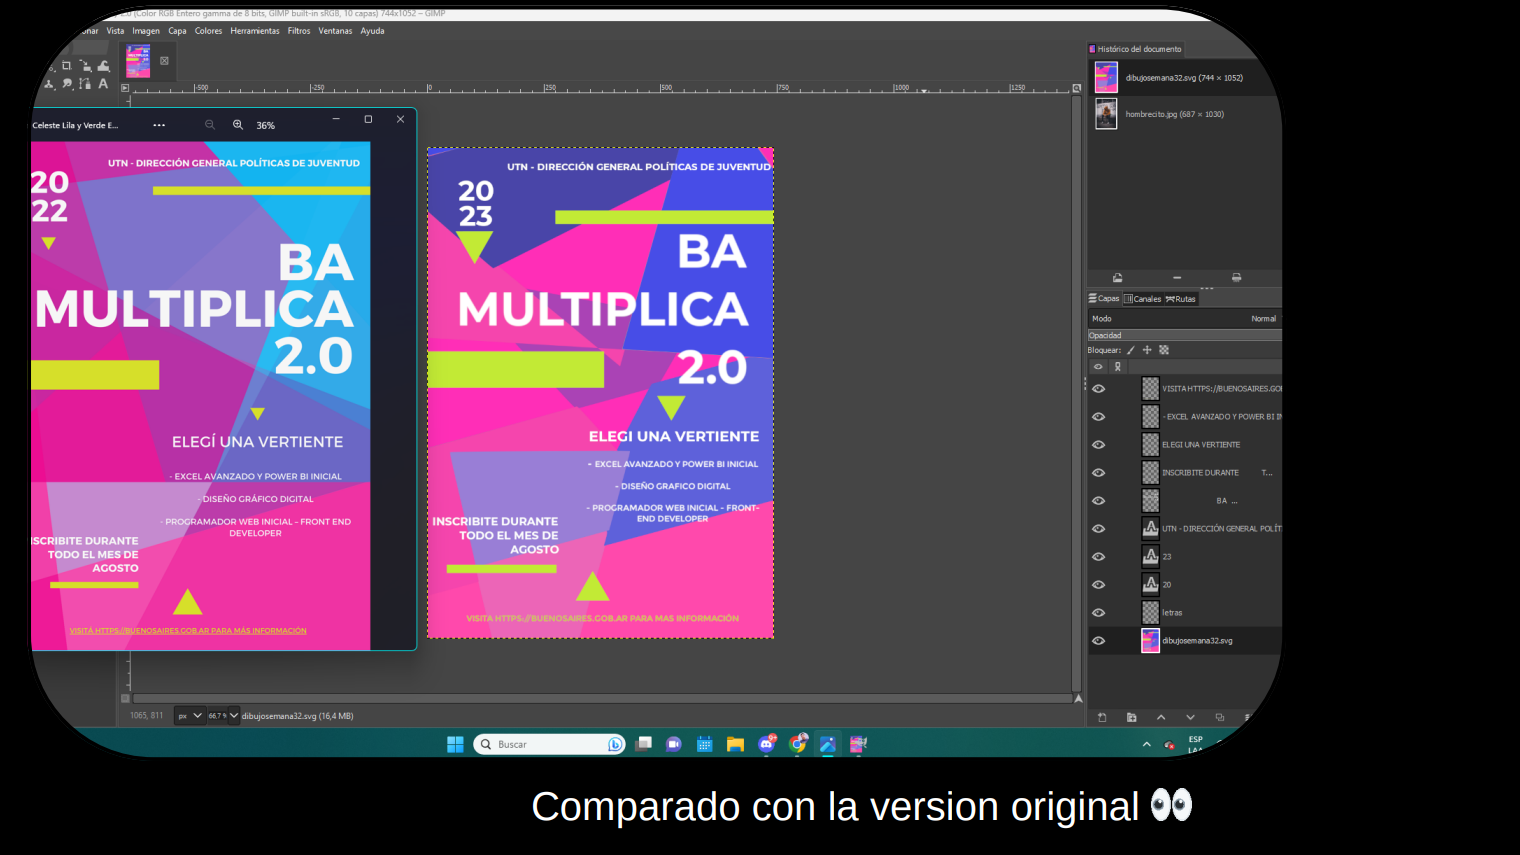 (Color RGB Entero gamma de 8 bits, GIMP built-in sRGB, 10 capas) 744x1052 – GIMP
Vista Imagen Capa Colores Herramientas Filtros Ventanas Ayuda
-500 -250 0 250 500 750 1000 1250
Celeste Lila y Verde E... ••• 36%
UTN - DIRECCIÓN GENERAL POLÍTICAS DE JUVENTUD
20
22
BA
MULTIPLICA
2.0
ELEGÍ UNA VERTIENTE
- EXCEL AVANZADO Y POWER BI INICIAL
- DISEÑO GRÁFICO DIGITAL
- PROGRAMADOR WEB INICIAL - FRONT END
DEVELOPER
SCRIBITE DURANTE
TODO EL MES DE
AGOSTO
VISITÁ HTTPS://BUENOSAIRES.GOB.AR PARA MÁS INFORMACIÓN
UTN - DIRECCIÓN GENERAL POLÍTICAS DE JUVENTUD
20
23
BA
MULTIPLICA
2.0
ELEGI UNA VERTIENTE
- EXCEL AVANZADO Y POWER BI INICIAL
- DISEÑO GRAFICO DIGITAL
- PROGRAMADOR WEB INICIAL - FRONT-
END DEVELOPER
INSCRIBITE DURANTE
TODO EL MES DE
AGOSTO
VISITA HTTPS://BUENOSAIRES.GOB.AR PARA MAS INFORMACIÓN
Histórico del documento
dibujosemana32.svg (744 × 1052)
hombrecito.jpg (687 × 1030)
Capas Canales Rutas
Modo Normal
Opacidad
Bloquear:
VISITA HTTPS://BUENOSAIRES.GO
- EXCEL AVANZADO Y POWER BI IN
ELEGI UNA VERTIENTE
INSCRIBITE DURANTE T...
BA ...
UTN - DIRECCIÓN GENERAL POLÍT
23
20
letras
dibujosemana32.svg
1065, 811 px 66,7 % dibujosemana32.svg (16,4 MB)
Buscar
ESP
Comparado con la version original 👀